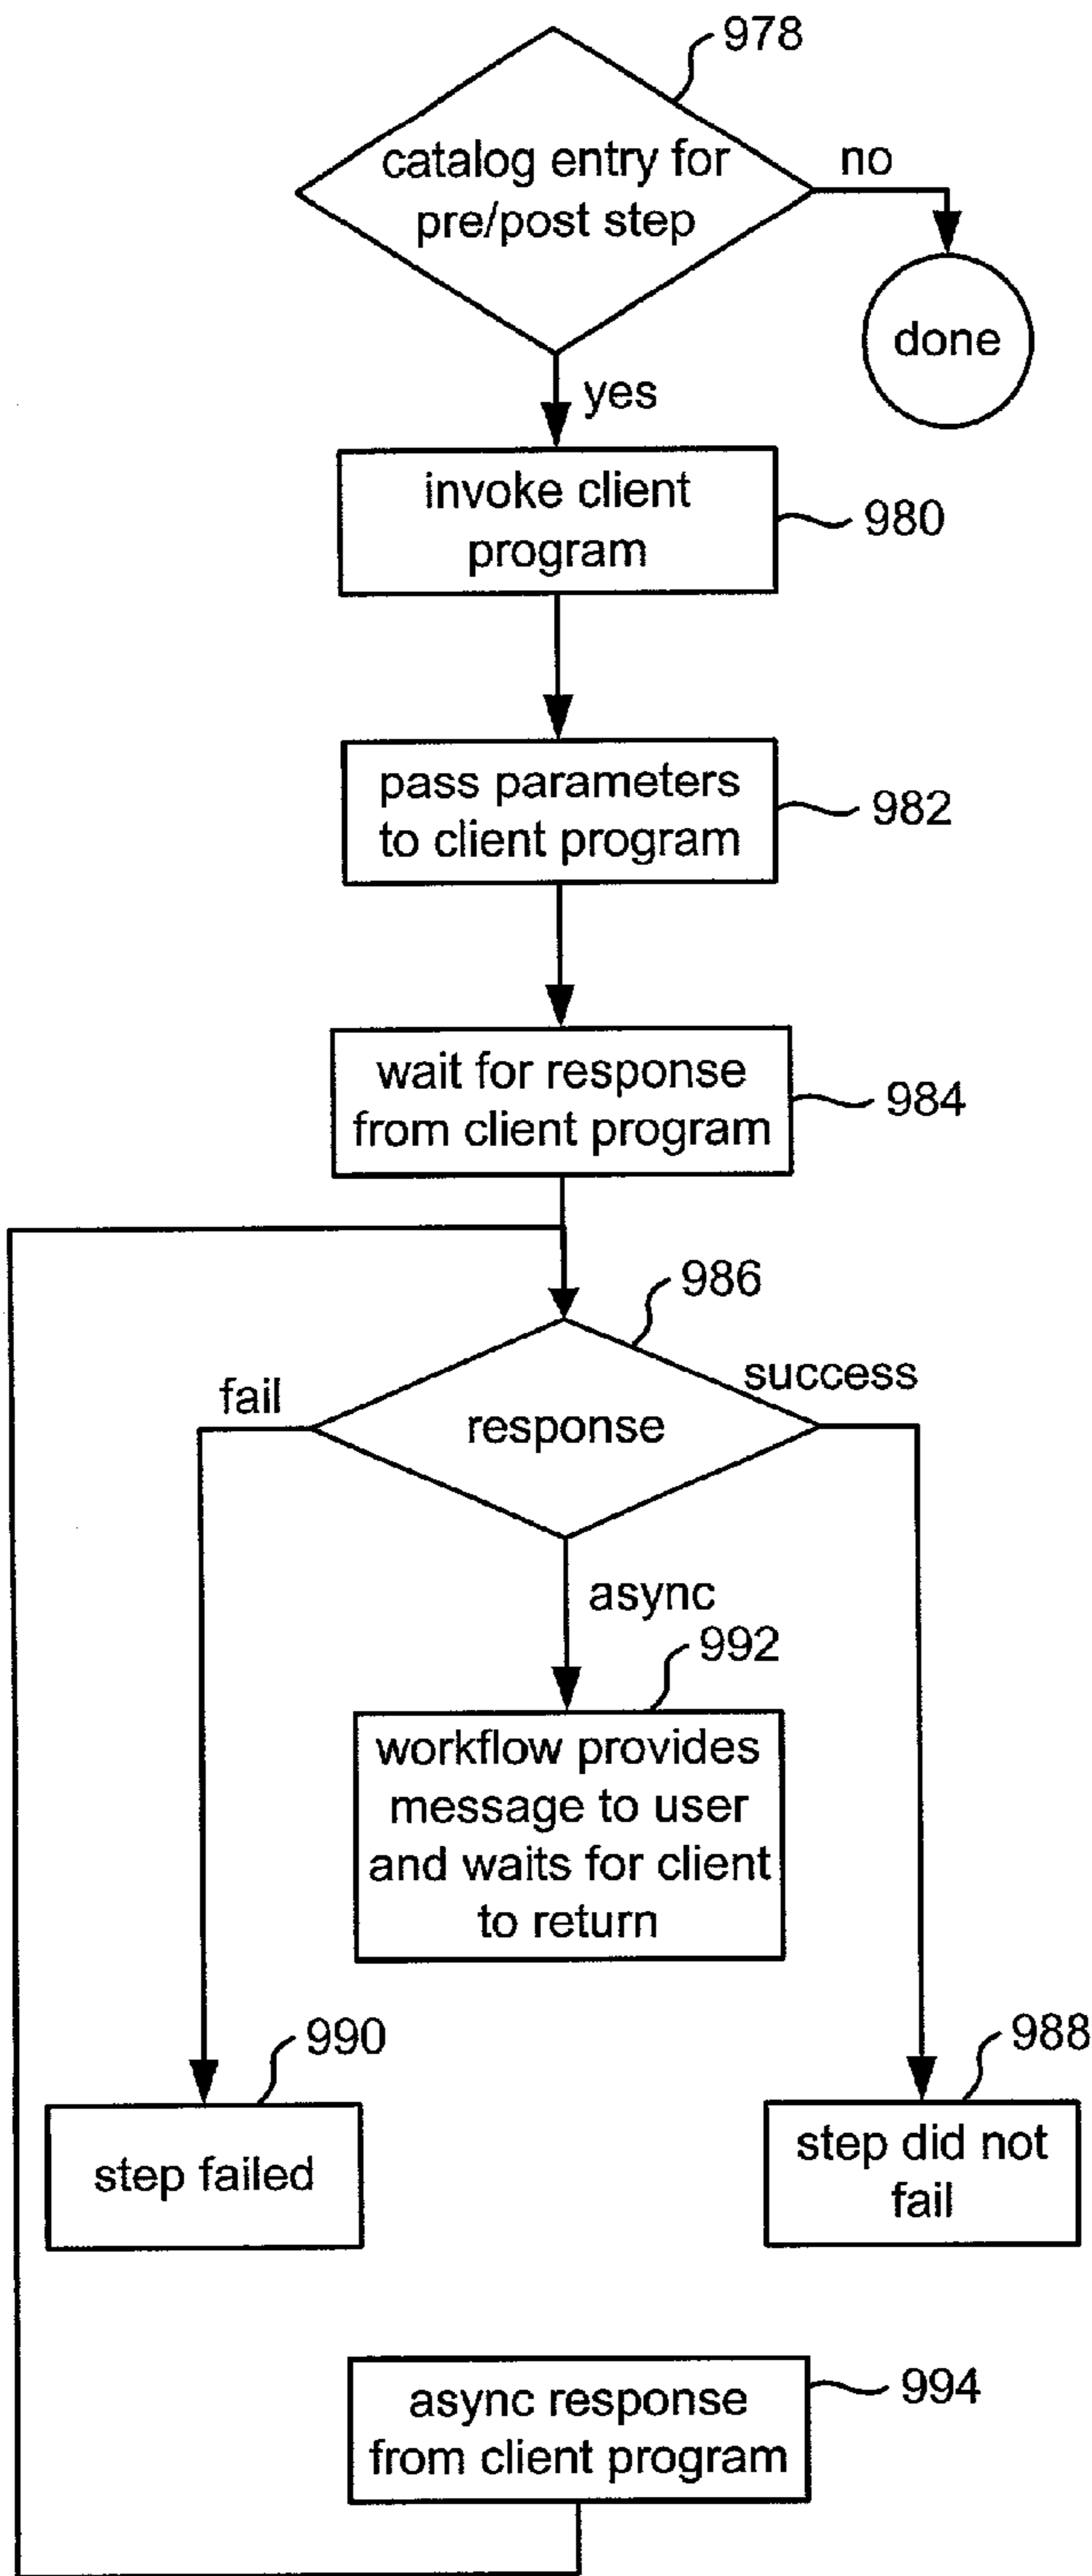 978
catalog entry for
pre/post step
no
done
yes
invoke client
program
980
pass parameters
to client program
982
wait for response
from client program
984
986
fail
success
response
async
992
workflow provides
message to user
and waits for client
to return
990
988
step failed
step did not
fail
994
async response
from client program